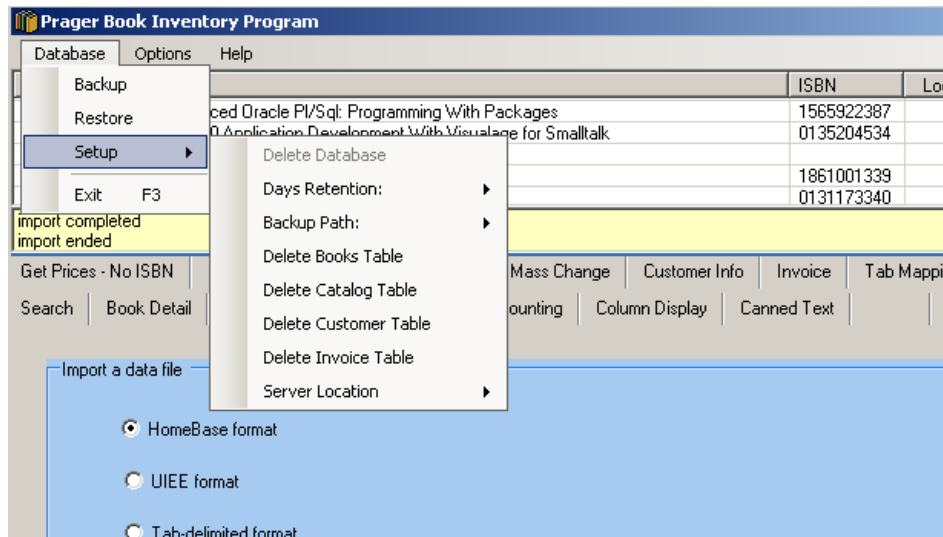 Prager Book Inventory Program
Database Options Help
Backup
Restore
Setup
Exit F3
ISBN
ced Oracle Pl/Sql: Programming With Packages 1565922387
0 Application Development With Visualage for Smalltalk 0135204534
1861001339
0131173340
Delete Database
Days Retention:
Backup Path:
Delete Books Table
Delete Catalog Table
Delete Customer Table
Delete Invoice Table
Server Location
import completed
import ended
Get Prices - No ISBN Mass Change Customer Info Invoice Tab Mappi
Search Book Detail ounting Column Display Canned Text
Import a data file
HomeBase format
UIEE format
Tab-delimited format